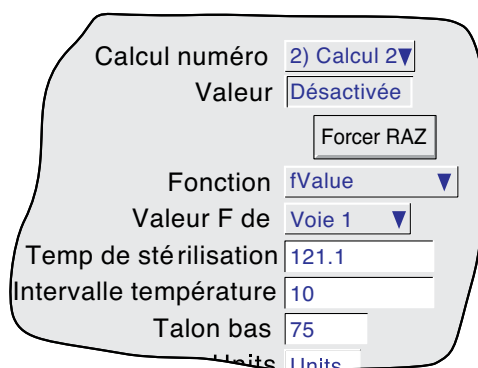 Calcul numéro 2) Calcul 2
Valeur Désactivée
Forcer RAZ
Fonction fValue
Valeur F de Voie 1
Temp de stérilisation 121.1
Intervalle température 10
Talon bas 75
Units Units